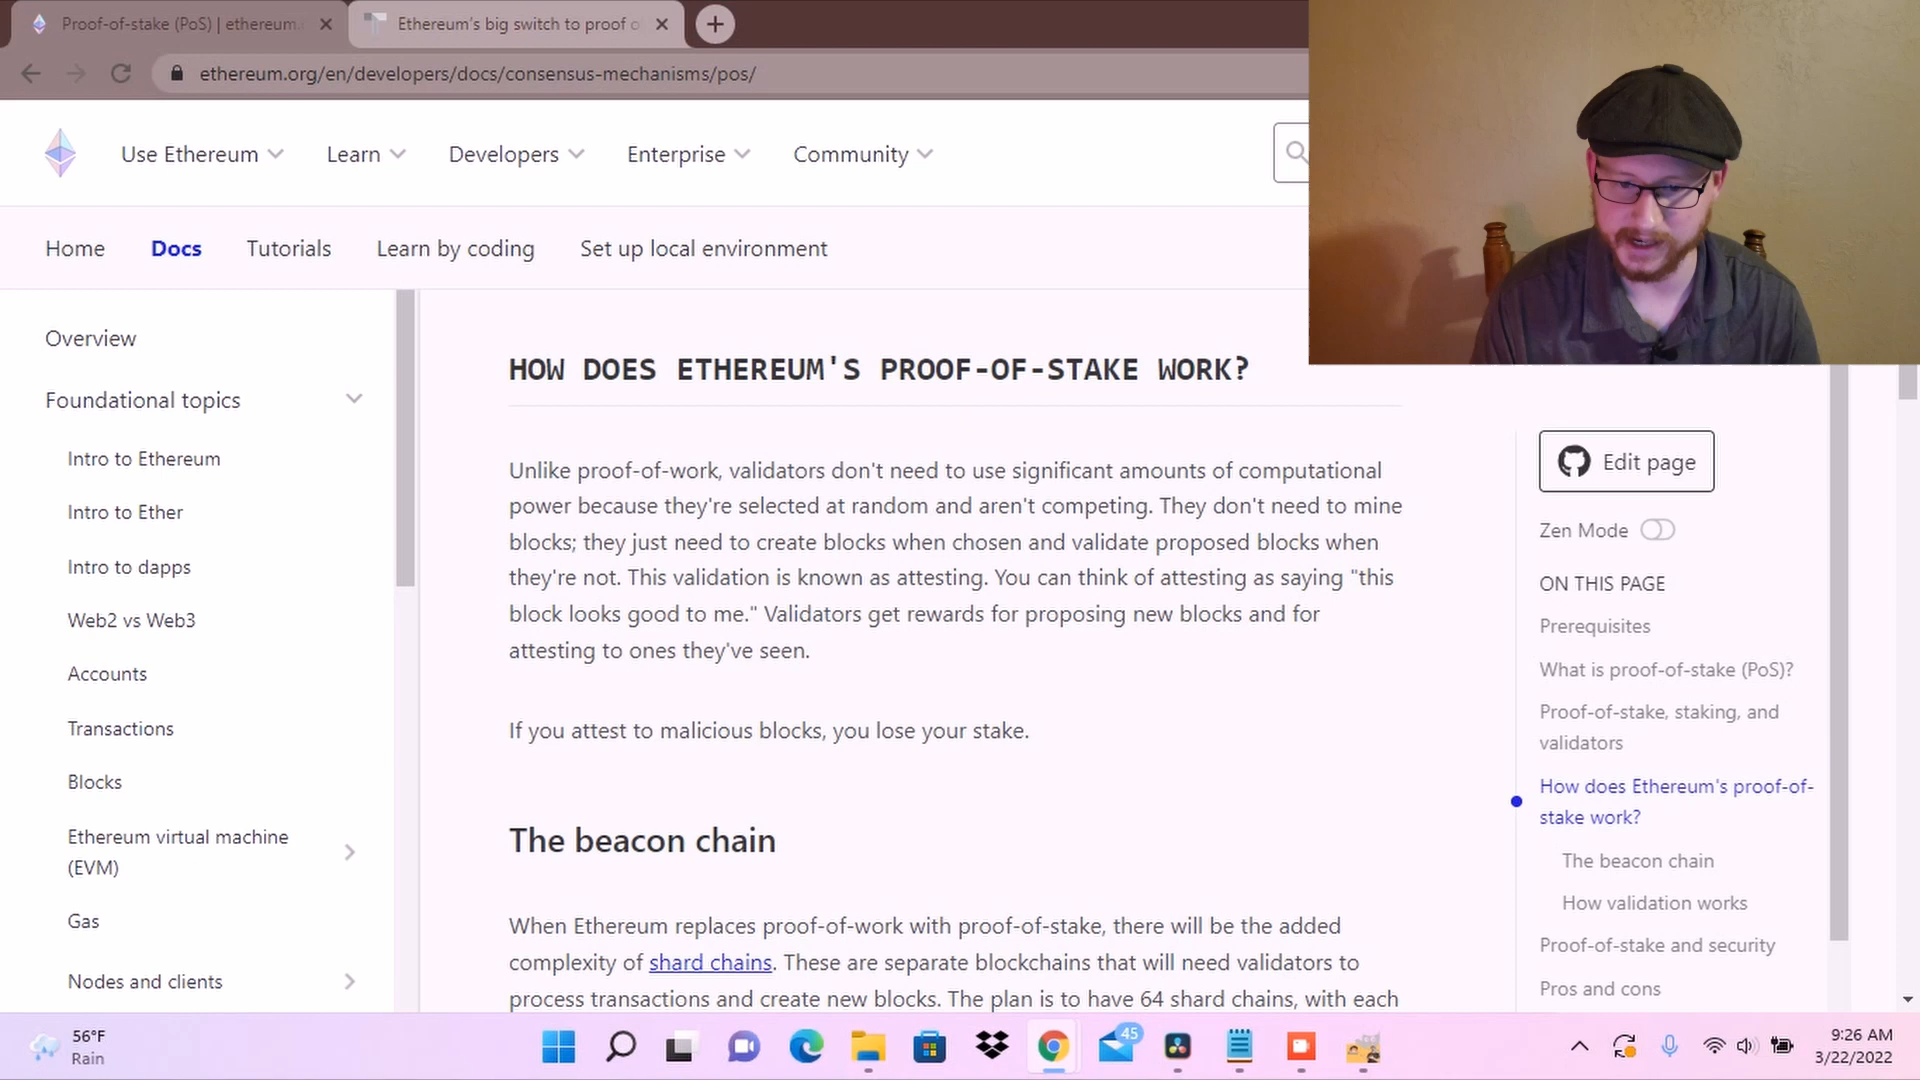 Proof-of-stake (PoS) | ethereum.
Ethereum's big switch to proof o
ethereum.org/en/developers/docs/consensus-mechanisms/pos/
Use Ethereum
Learn
Developers
Enterprise
Community
Home
Docs
Tutorials
Learn by coding
Set up local environment
Overview
Foundational topics
Intro to Ethereum
Intro to Ether
Intro to dapps
Web2 vs Web3
Accounts
Transactions
Blocks
Ethereum virtual machine
(EVM)
Gas
Nodes and clients
HOW DOES ETHEREUM'S PROOF-OF-STAKE WORK?
Unlike proof-of-work, validators don't need to use significant amounts of computational
power because they're selected at random and aren't competing. They don't need to mine
blocks; they just need to create blocks when chosen and validate proposed blocks when
they're not. This validation is known as attesting. You can think of attesting as saying "this
block looks good to me." Validators get rewards for proposing new blocks and for
attesting to ones they've seen.
If you attest to malicious blocks, you lose your stake.
The beacon chain
When Ethereum replaces proof-of-work with proof-of-stake, there will be the added
complexity of shard chains. These are separate blockchains that will need validators to
process transactions and create new blocks. The plan is to have 64 shard chains, with each
Edit page
Zen Mode
ON THIS PAGE
Prerequisites
What is proof-of-stake (PoS)?
Proof-of-stake, staking, and
validators
How does Ethereum's proof-of-
stake work?
The beacon chain
How validation works
Proof-of-stake and security
Pros and cons
56°F
Rain
45
9:26 AM
3/22/2022